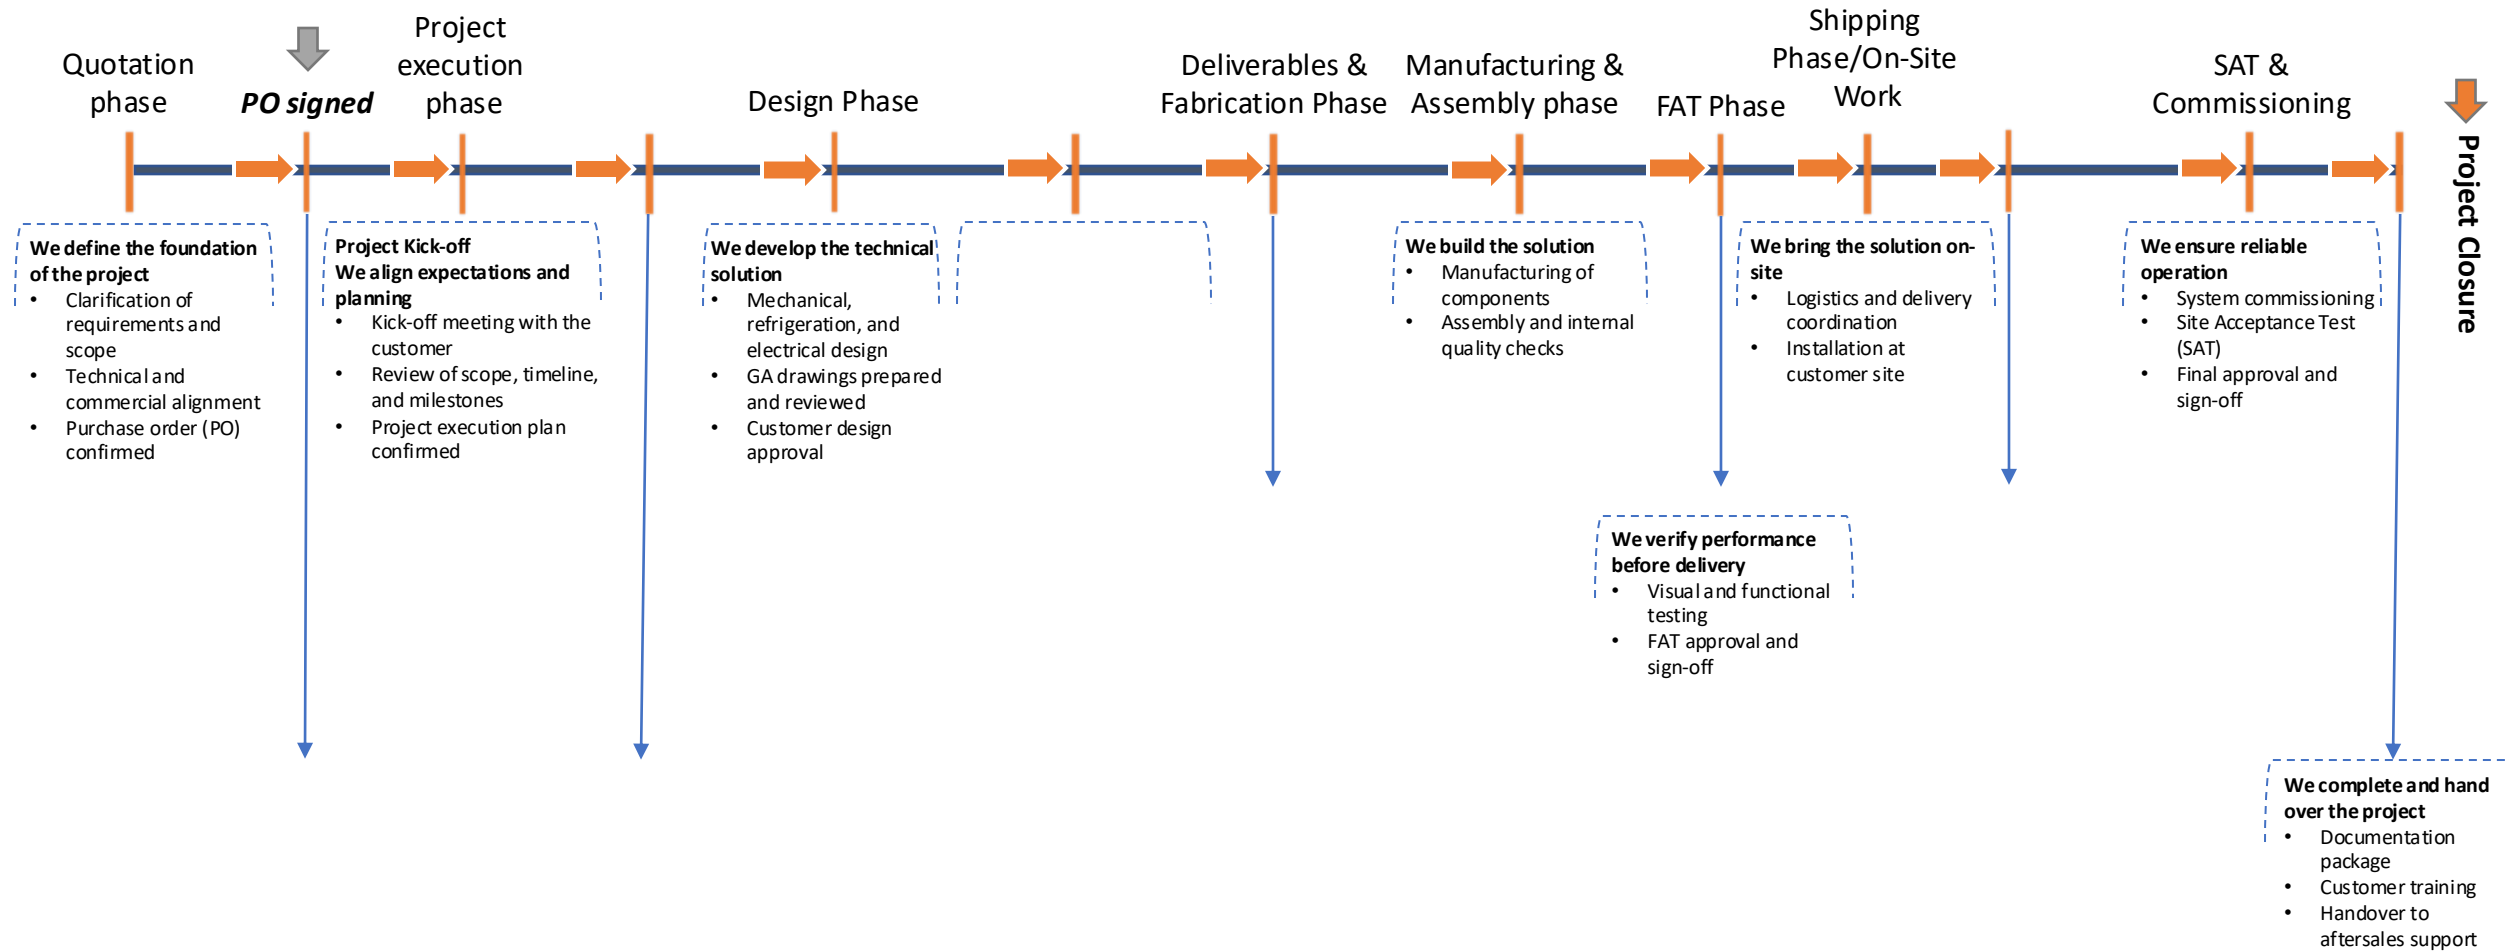 Quotation
phase
PO signed
Project
execution
phase
Design Phase
Deliverables &
Fabrication Phase
Manufacturing &
Assembly phase
FAT Phase
Shipping
Phase/On-Site
Work
SAT &
Commissioning
Project Closure
We define the foundation
of the project
• Clarification of
requirements and
scope
• Technical and
commercial alignment
• Purchase order (PO)
confirmed
Project Kick-off
We align expectations and
planning
• Kick-off meeting with the
customer
• Review of scope, timeline,
and milestones
• Project execution plan
confirmed
We develop the technical
solution
• Mechanical,
refrigeration, and
electrical design
• GA drawings prepared
and reviewed
• Customer design
approval
We build the solution
• Manufacturing of
components
• Assembly and internal
quality checks
We verify performance
before delivery
• Visual and functional
testing
• FAT approval and
sign-off
We bring the solution on-
site
• Logistics and delivery
coordination
• Installation at
customer site
We ensure reliable
operation
• System commissioning
• Site Acceptance Test
(SAT)
• Final approval and
sign-off
We complete and hand
over the project
• Documentation
package
• Customer training
• Handover to
aftersales support